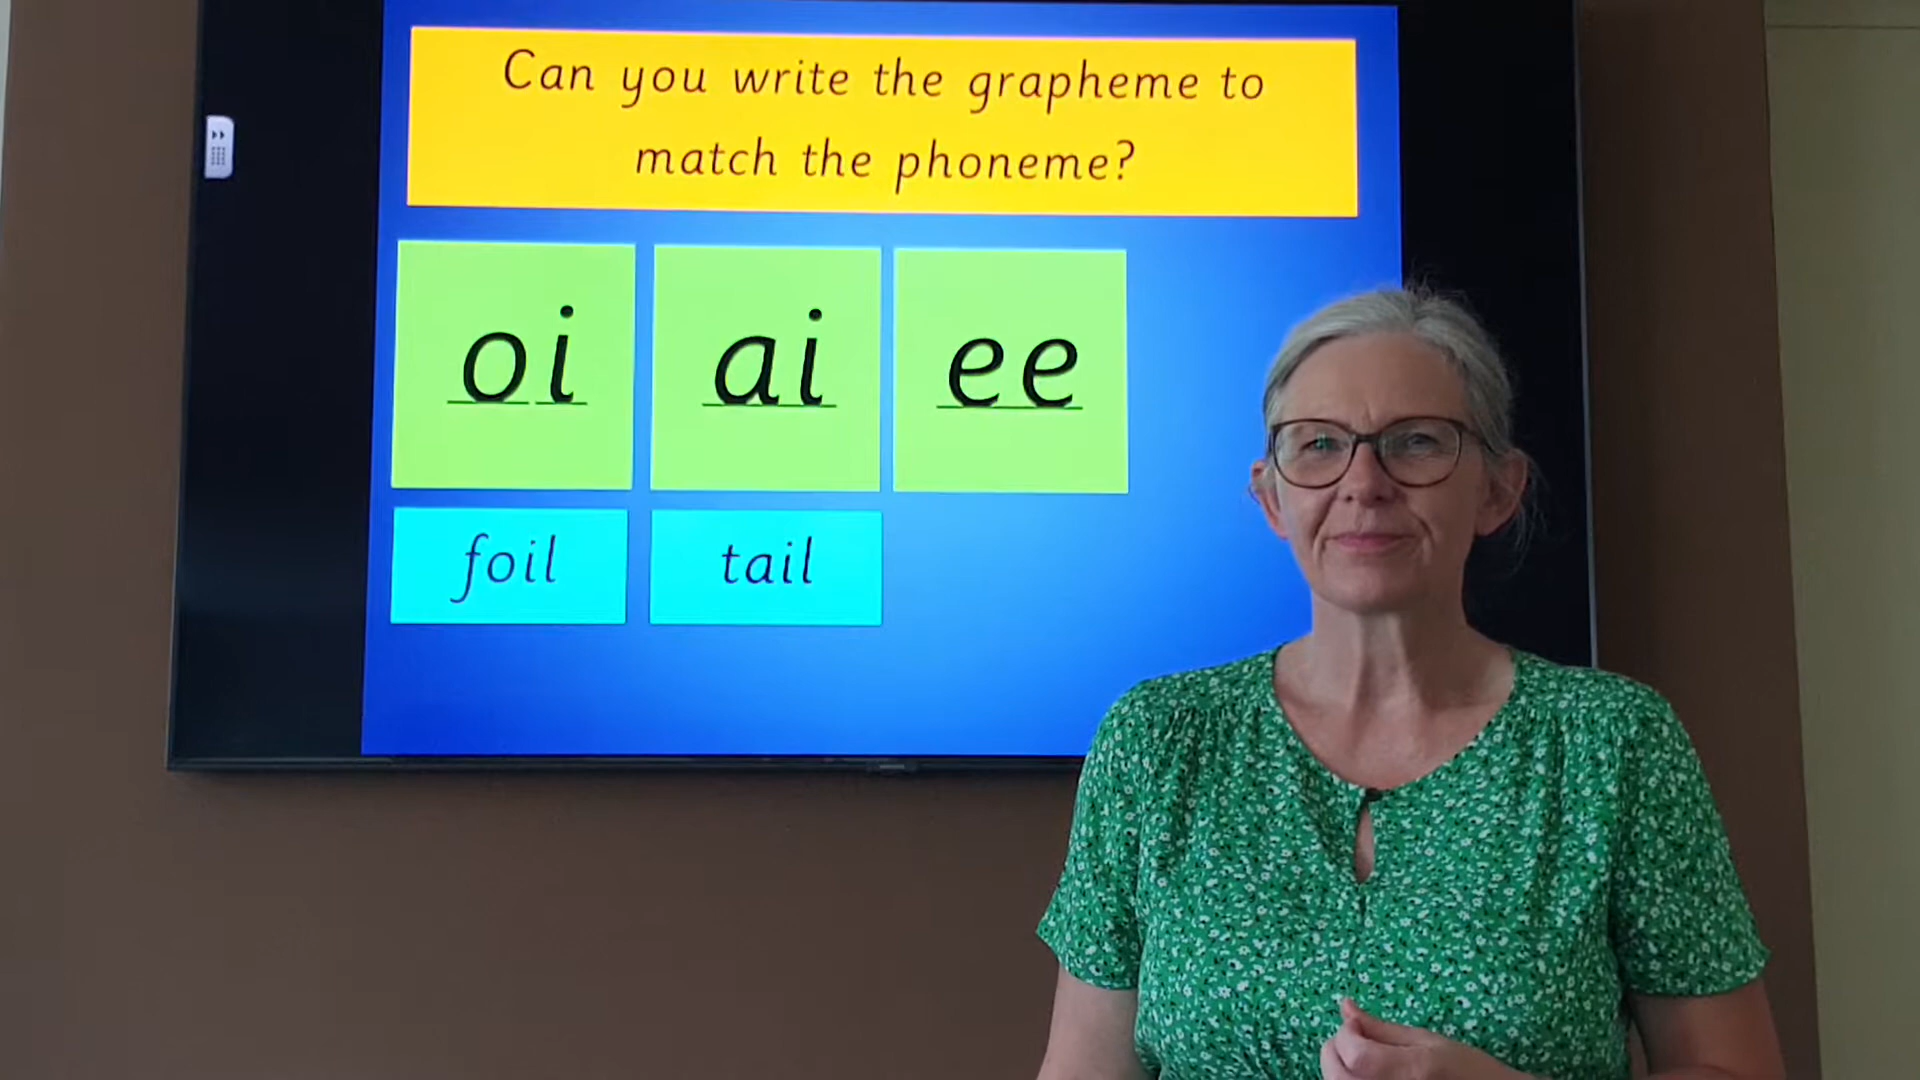 Can you write the grapheme to
match the phoneme?
oi ai ee
foil tail